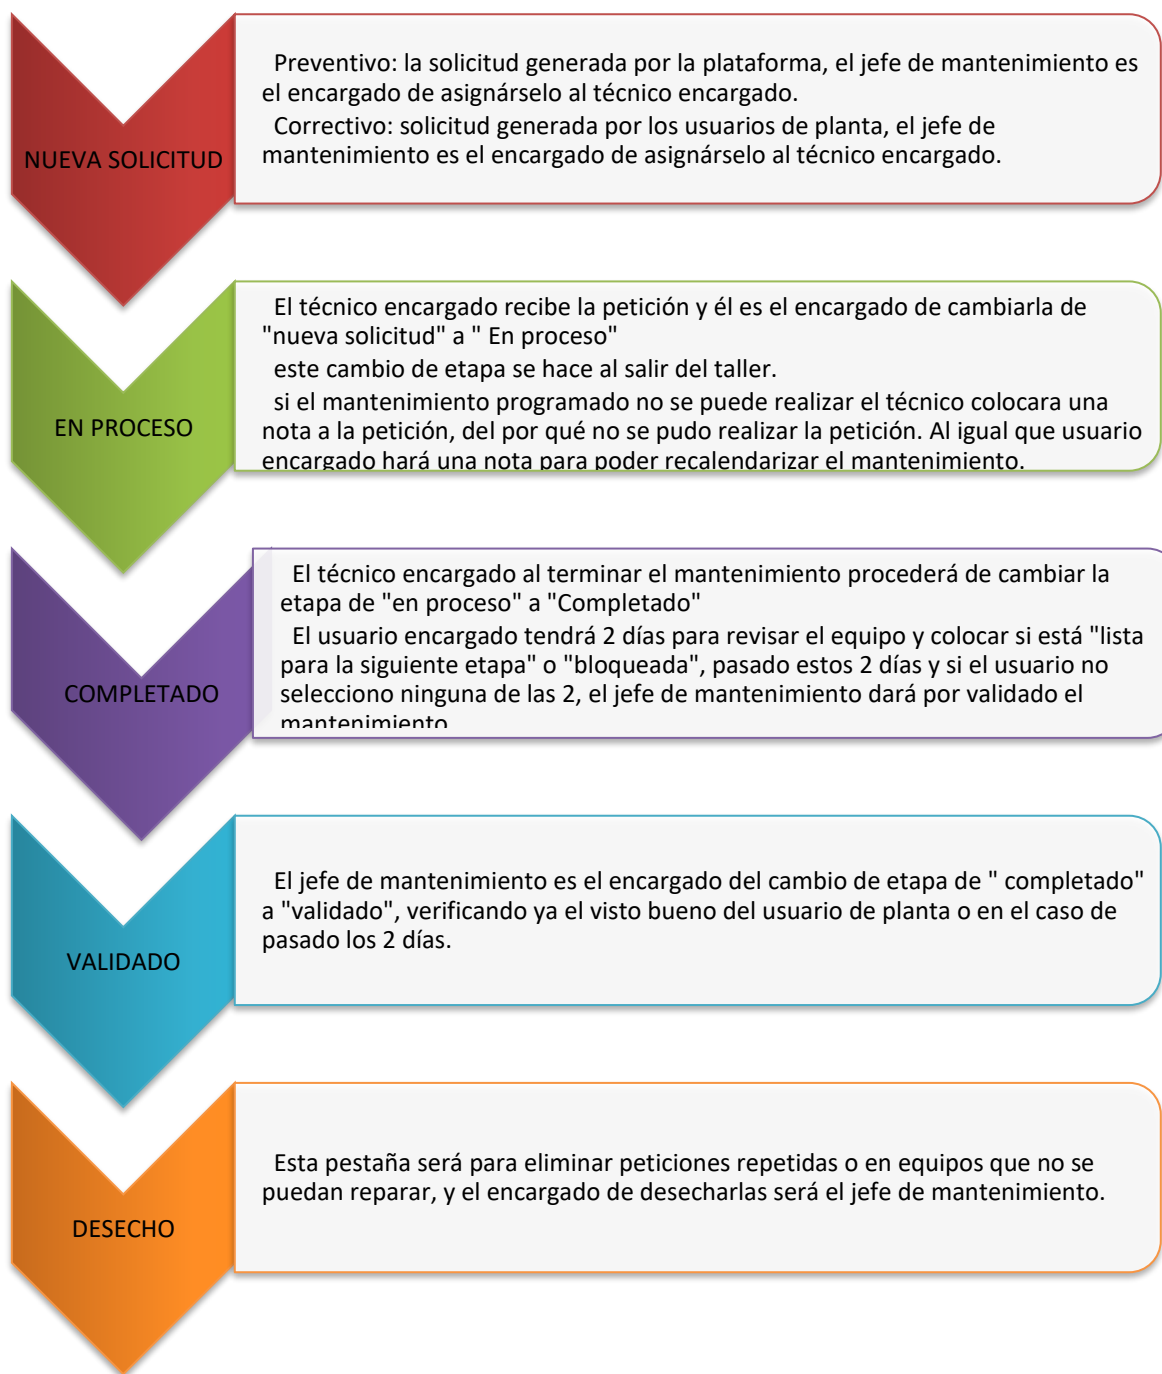 NUEVA SOLICITUD
Preventivo: la solicitud generada por la plataforma, el jefe de mantenimiento es
el encargado de asignárselo al técnico encargado.
Correctivo: solicitud generada por los usuarios de planta, el jefe de
mantenimiento es el encargado de asignárselo al técnico encargado.
EN PROCESO
El técnico encargado recibe la petición y él es el encargado de cambiarla de
"nueva solicitud" a " En proceso"
este cambio de etapa se hace al salir del taller.
si el mantenimiento programado no se puede realizar el técnico colocara una
nota a la petición, del por qué no se pudo realizar la petición. Al igual que usuario
encargado hará una nota para poder recalendarizar el mantenimiento.
COMPLETADO
El técnico encargado al terminar el mantenimiento procederá de cambiar la
etapa de "en proceso" a "Completado"
El usuario encargado tendrá 2 días para revisar el equipo y colocar si está "lista
para la siguiente etapa" o "bloqueada", pasado estos 2 días y si el usuario no
selecciono ninguna de las 2, el jefe de mantenimiento dará por validado el
mantenimiento
VALIDADO
El jefe de mantenimiento es el encargado del cambio de etapa de " completado"
a "validado", verificando ya el visto bueno del usuario de planta o en el caso de
pasado los 2 días.
DESECHO
Esta pestaña será para eliminar peticiones repetidas o en equipos que no se
puedan reparar, y el encargado de desecharlas será el jefe de mantenimiento.